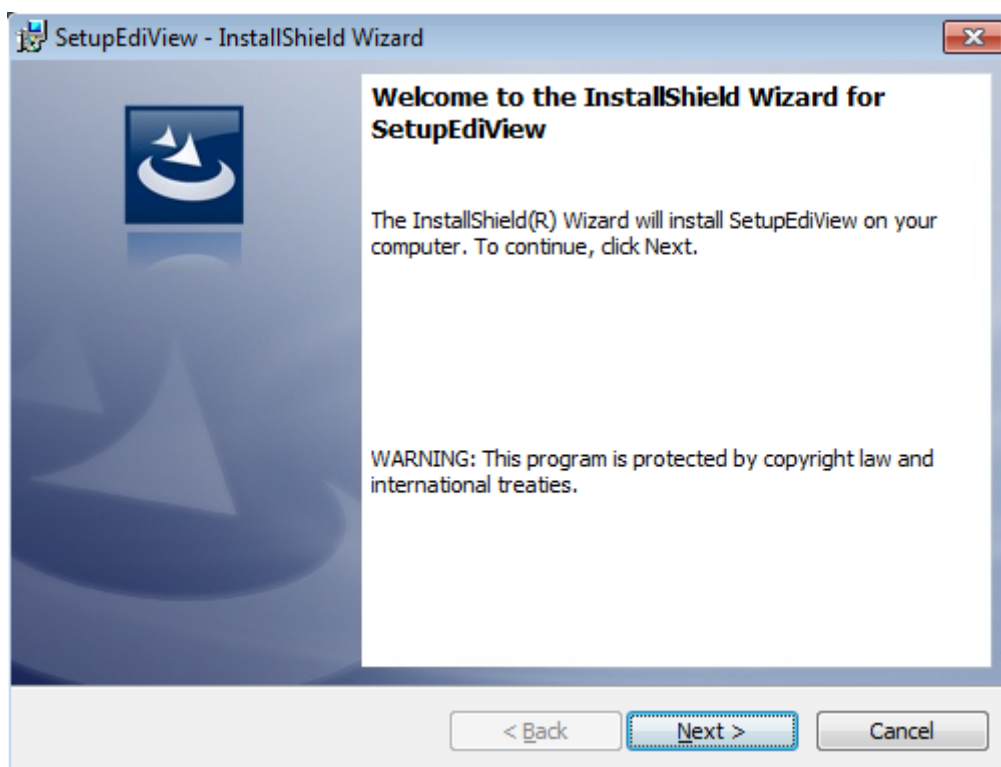 SetupEdiView - InstallShield Wizard
Welcome to the InstallShield Wizard for
SetupEdiView
The InstallShield(R) Wizard will install SetupEdiView on your
computer. To continue, click Next.
WARNING: This program is protected by copyright law and
international treaties.
< Back
Next >
Cancel